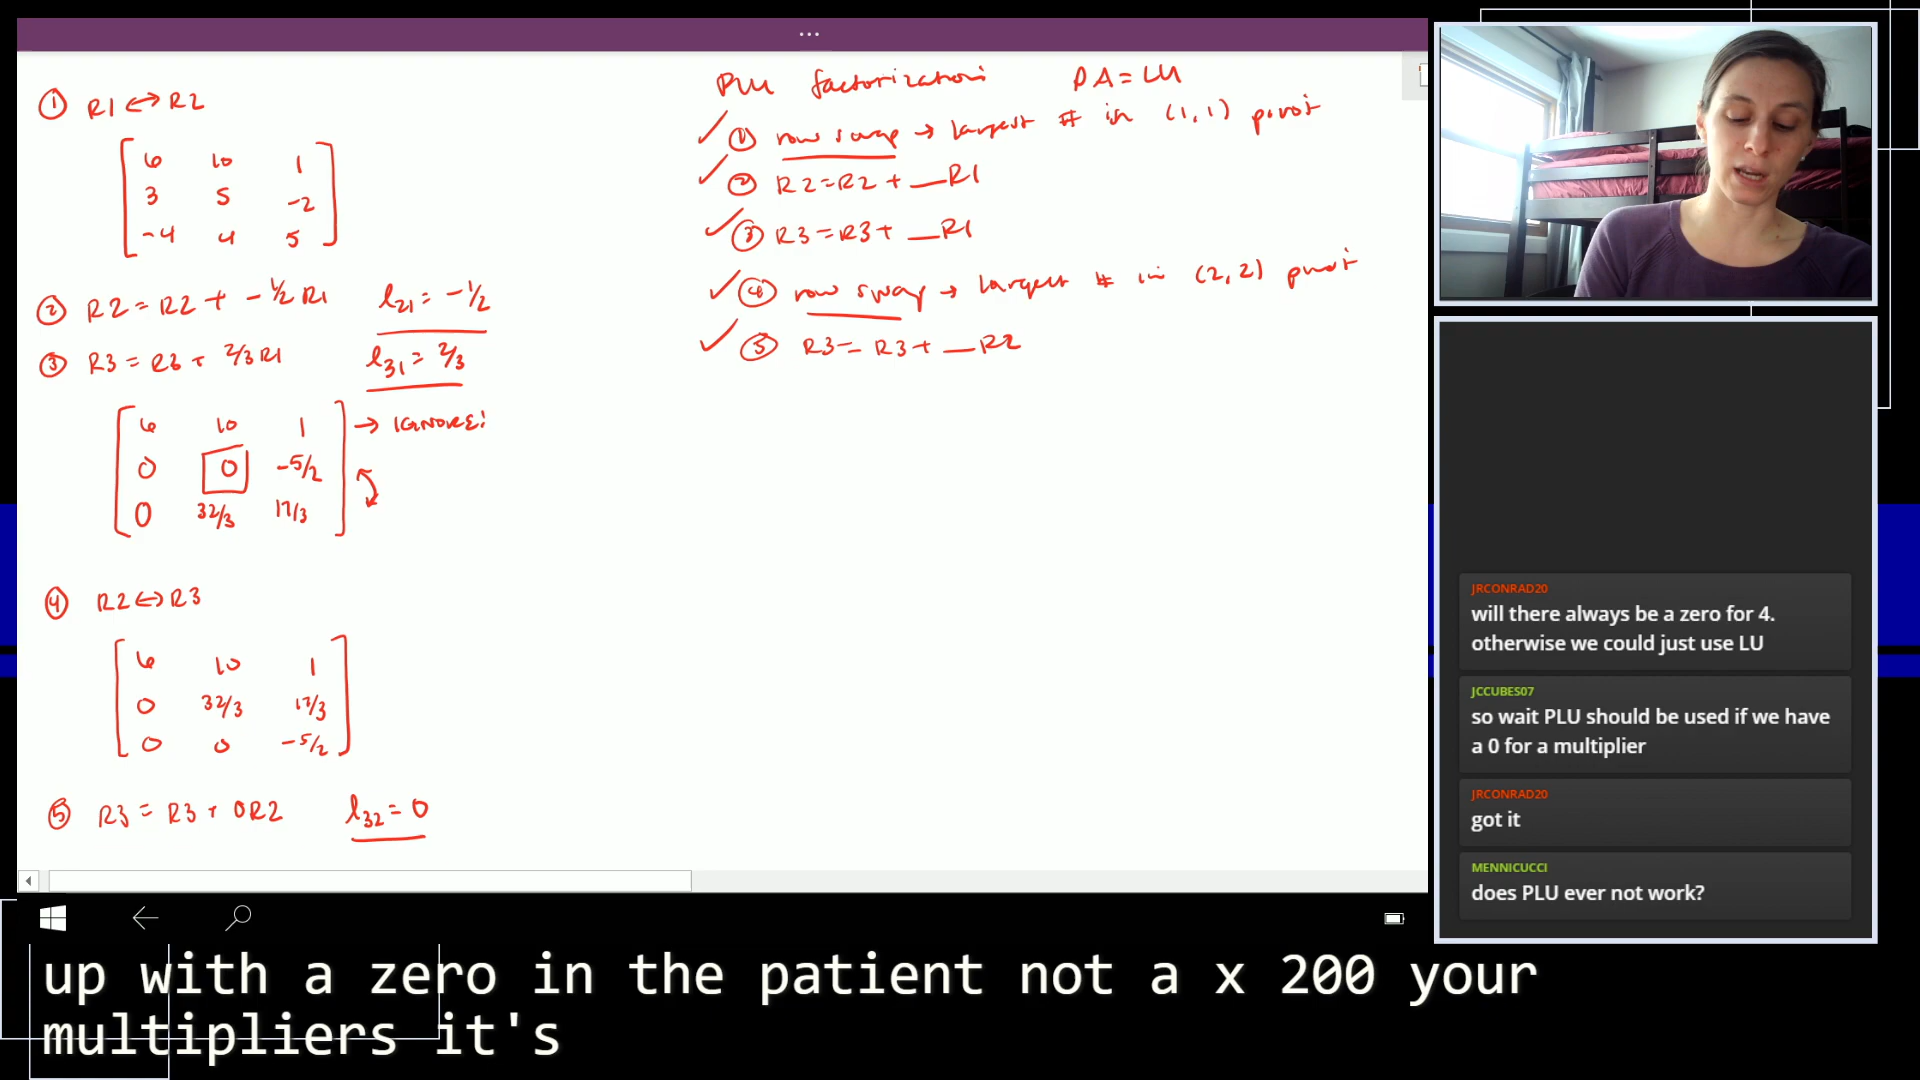 ...
① R1 ↔ R2
6 10 1
3 5 -2
-4 4 5
② R2 = R2 + -1/2 R1 l21 = -1/2
③ R3 = R3 + 2/3 R1 l31 = 2/3
6 10 1 → IGNORE!
0 0 -5/2
0 32/3 17/3
④ R2 ↔ R3
6 10 1
0 32/3 17/3
0 0 -5/2
⑤ R3 = R3 + 0R2 l32 = 0
PLU factorization PA = LU
✓ ① row swap → largest # in (1,1) pivot
✓ ② R2 = R2 + __R1
✓ ③ R3 = R3 + __R1
✓ ④ row swap → largest # in (2,2) pivot
✓ ⑤ R3 = R3 + __R2
JRCONRAD20
will there always be a zero for 4.
otherwise we could just use LU
JCCUBES07
so wait PLU should be used if we have
a 0 for a multiplier
JRCONRAD20
got it
MENNICUCCI
does PLU ever not work?
up with a zero in the patient not a x 200 your
multipliers it's